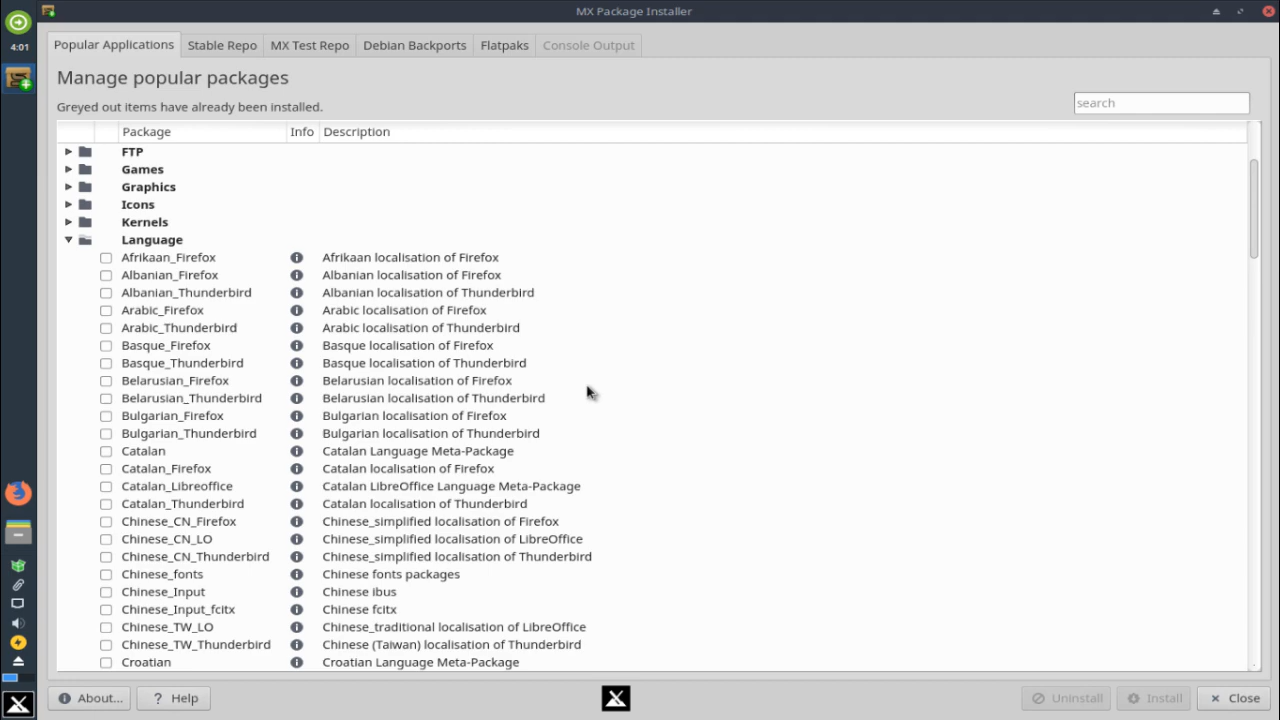 MX Package Installer
4:01
Popular Applications Stable Repo MX Test Repo Debian Backports Flatpaks Console Output
Manage popular packages
Greyed out items have already been installed.
search
Package Info Description
FTP
Games
Graphics
Icons
Kernels
Language
Afrikaan_Firefox Afrikaan localisation of Firefox
Albanian_Firefox Albanian localisation of Firefox
Albanian_Thunderbird Albanian localisation of Thunderbird
Arabic_Firefox Arabic localisation of Firefox
Arabic_Thunderbird Arabic localisation of Thunderbird
Basque_Firefox Basque localisation of Firefox
Basque_Thunderbird Basque localisation of Thunderbird
Belarusian_Firefox Belarusian localisation of Firefox
Belarusian_Thunderbird Belarusian localisation of Thunderbird
Bulgarian_Firefox Bulgarian localisation of Firefox
Bulgarian_Thunderbird Bulgarian localisation of Thunderbird
Catalan Catalan Language Meta-Package
Catalan_Firefox Catalan localisation of Firefox
Catalan_Libreoffice Catalan LibreOffice Language Meta-Package
Catalan_Thunderbird Catalan localisation of Thunderbird
Chinese_CN_Firefox Chinese_simplified localisation of Firefox
Chinese_CN_LO Chinese_simplified localisation of LibreOffice
Chinese_CN_Thunderbird Chinese_simplified localisation of Thunderbird
Chinese_fonts Chinese fonts packages
Chinese_Input Chinese ibus
Chinese_Input_fcitx Chinese fcitx
Chinese_TW_LO Chinese_traditional localisation of LibreOffice
Chinese_TW_Thunderbird Chinese (Taiwan) localisation of Thunderbird
Croatian Croatian Language Meta-Package
About... Help Uninstall Install Close